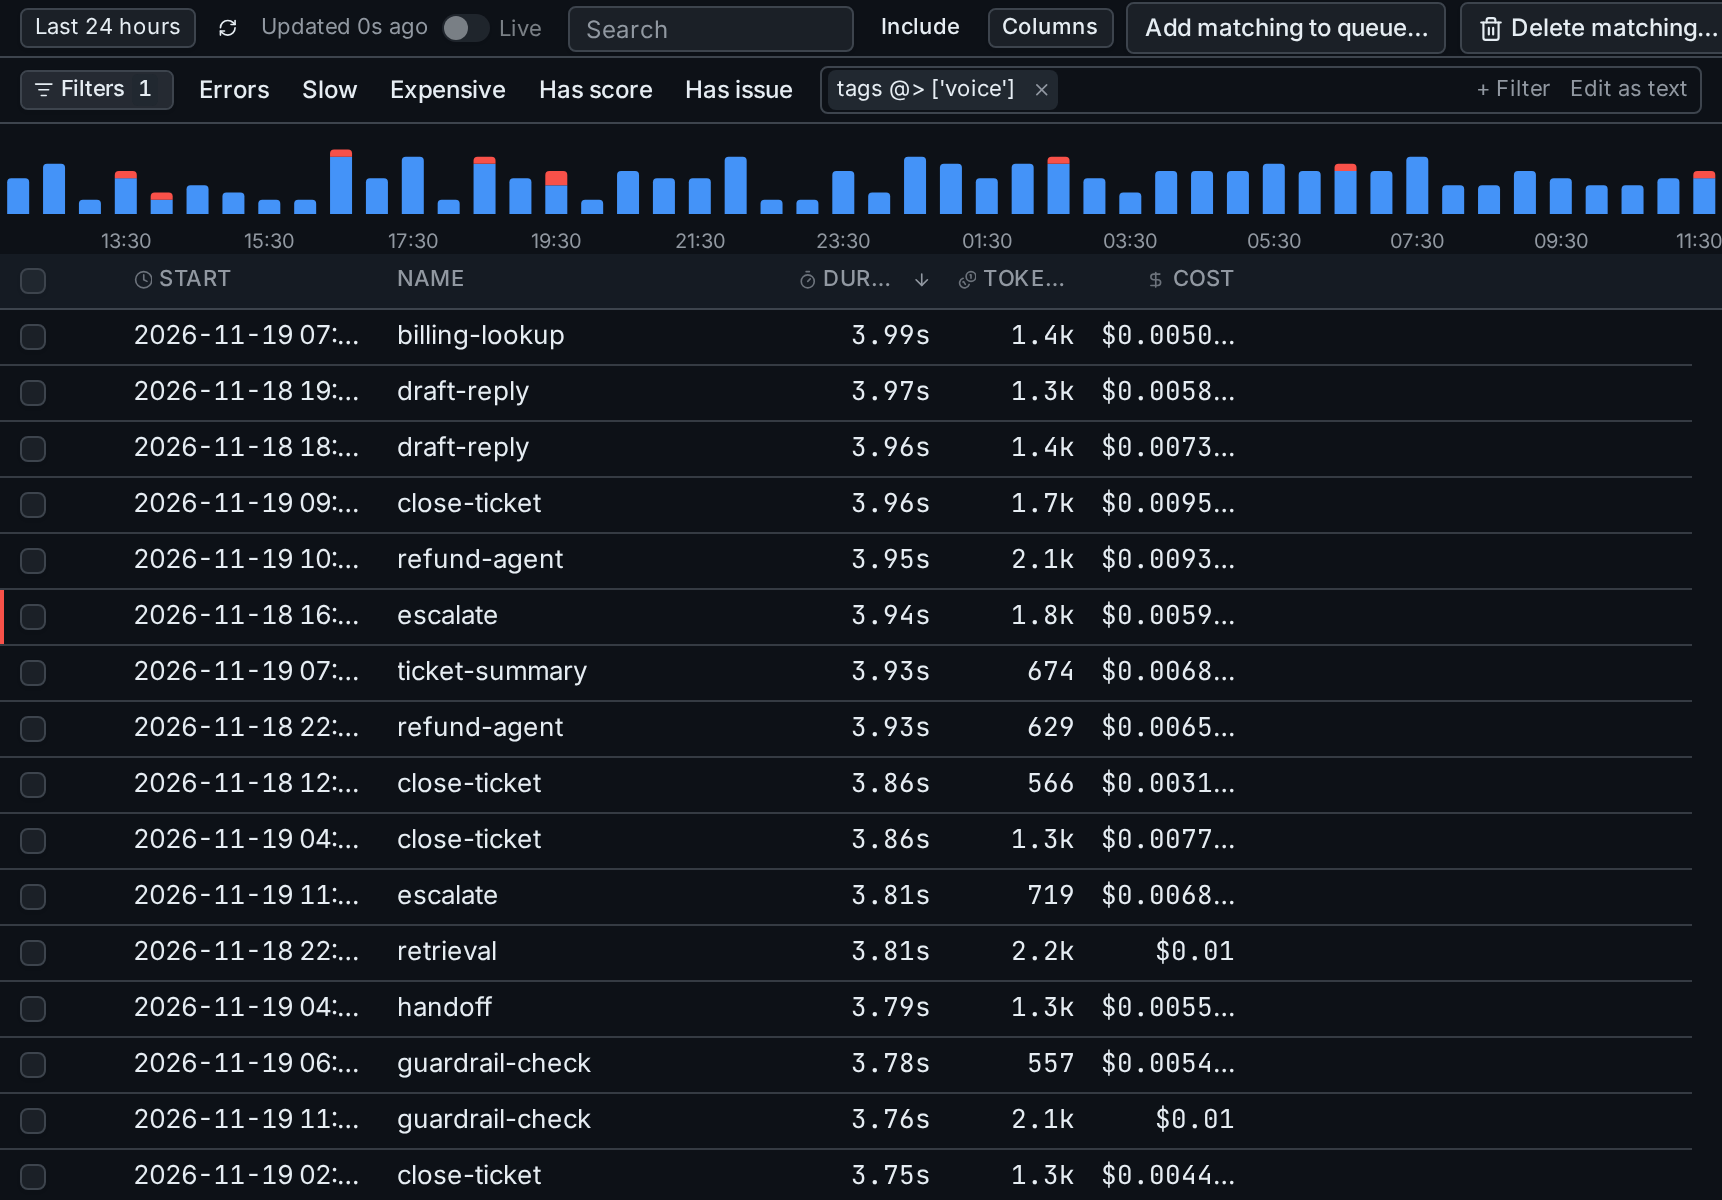 Last 24 hours Updated 0s ago Live Search Include Columns Add matching to queue... Delete matching...
Filters 1 Errors Slow Expensive Has score Has issue tags @> ['voice'] × + Filter Edit as text
13:30 15:30 17:30 19:30 21:30 23:30 01:30 03:30 05:30 07:30 09:30 11:30
START NAME DUR... ↓ TOKE... $ COST
2026-11-19 07:... billing-lookup 3.99s 1.4k $0.0050...
2026-11-18 19:... draft-reply 3.97s 1.3k $0.0058...
2026-11-18 18:... draft-reply 3.96s 1.4k $0.0073...
2026-11-19 09:... close-ticket 3.96s 1.7k $0.0095...
2026-11-19 10:... refund-agent 3.95s 2.1k $0.0093...
2026-11-18 16:... escalate 3.94s 1.8k $0.0059...
2026-11-19 07:... ticket-summary 3.93s 674 $0.0068...
2026-11-18 22:... refund-agent 3.93s 629 $0.0065...
2026-11-18 12:... close-ticket 3.86s 566 $0.0031...
2026-11-19 04:... close-ticket 3.86s 1.3k $0.0077...
2026-11-19 11:... escalate 3.81s 719 $0.0068...
2026-11-18 22:... retrieval 3.81s 2.2k $0.01
2026-11-19 04:... handoff 3.79s 1.3k $0.0055...
2026-11-19 06:... guardrail-check 3.78s 557 $0.0054...
2026-11-19 11:... guardrail-check 3.76s 2.1k $0.01
2026-11-19 02:... close-ticket 3.75s 1.3k $0.0044...